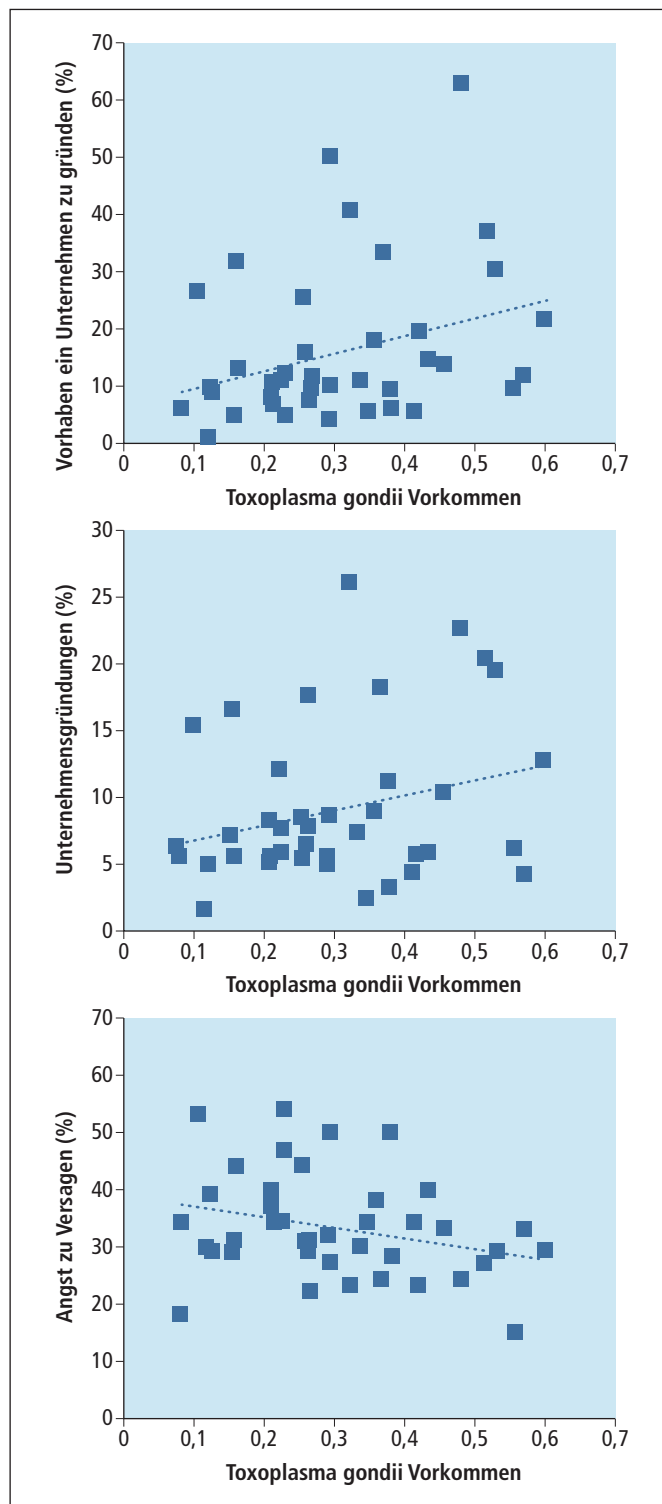 Vorhaben ein Unternehmen zu gründen (%)
70
60
50
40
30
20
10
0
0 0,1 0,2 0,3 0,4 0,5 0,6 0,7
Toxoplasma gondii Vorkommen
Unternehmensgründungen (%)
30
25
20
15
10
5
0
0 0,1 0,2 0,3 0,4 0,5 0,6 0,7
Toxoplasma gondii Vorkommen
Angst zu Versagen (%)
70
60
50
40
30
20
10
0
0 0,1 0,2 0,3 0,4 0,5 0,6 0,7
Toxoplasma gondii Vorkommen